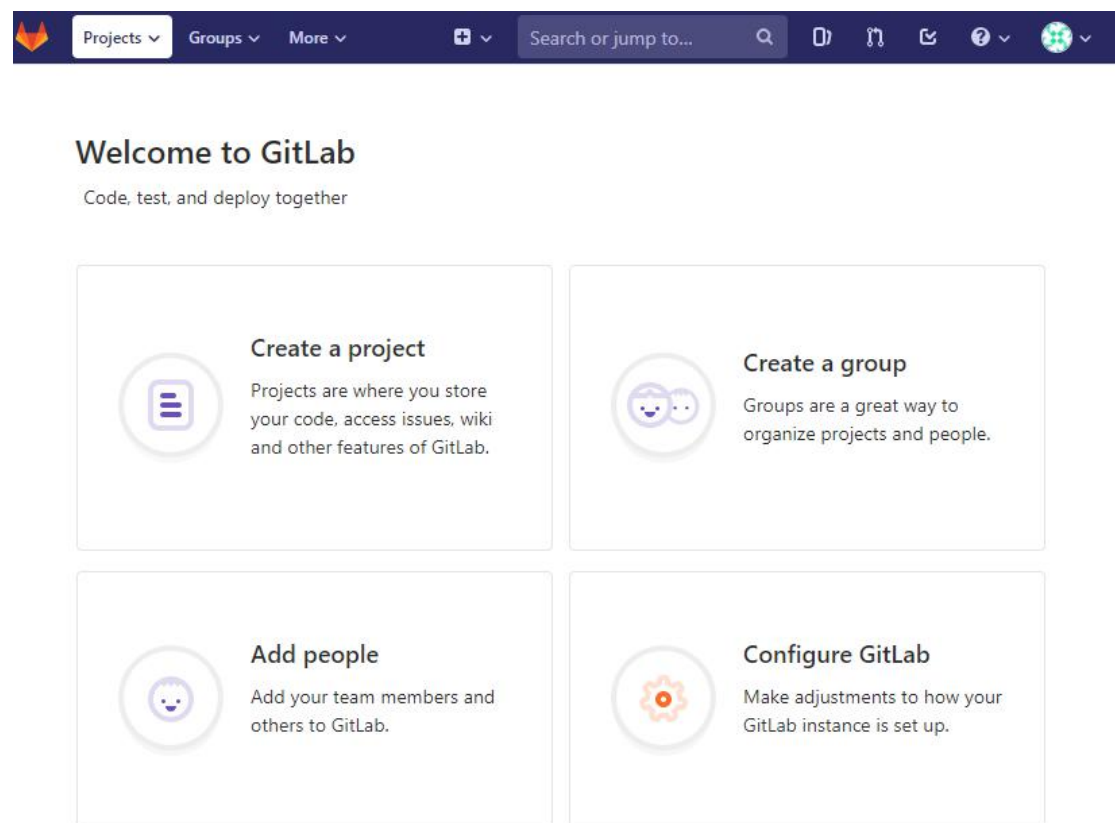 Projects Groups More Search or jump to...
Welcome to GitLab
Code, test, and deploy together
Create a project
Projects are where you store
your code, access issues, wiki
and other features of GitLab.
Create a group
Groups are a great way to
organize projects and people.
Add people
Add your team members and
others to GitLab.
Configure GitLab
Make adjustments to how your
GitLab instance is set up.